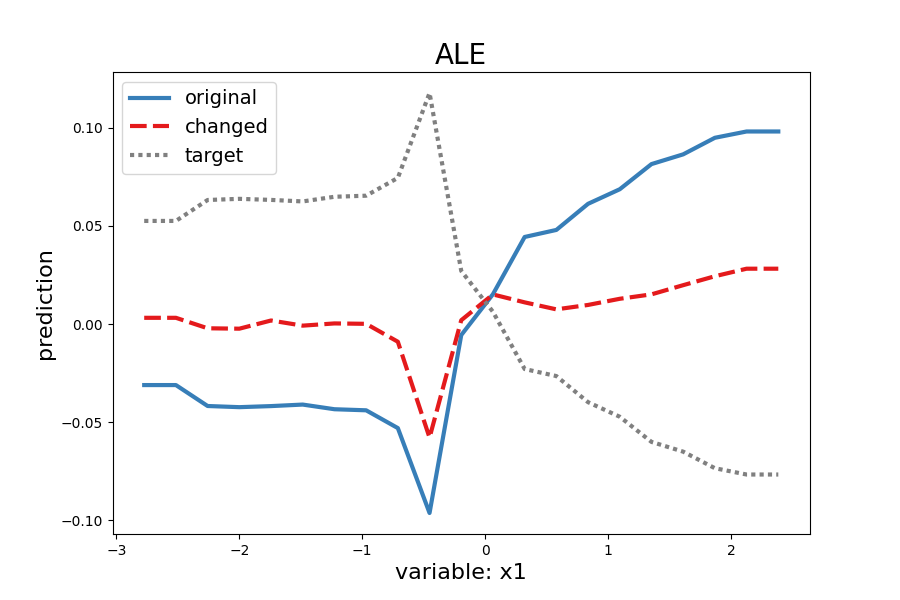 ALE
original
changed
target
prediction
0.10
0.05
0.00
−0.05
−0.10
−3
−2
−1
0
1
2
variable: x1